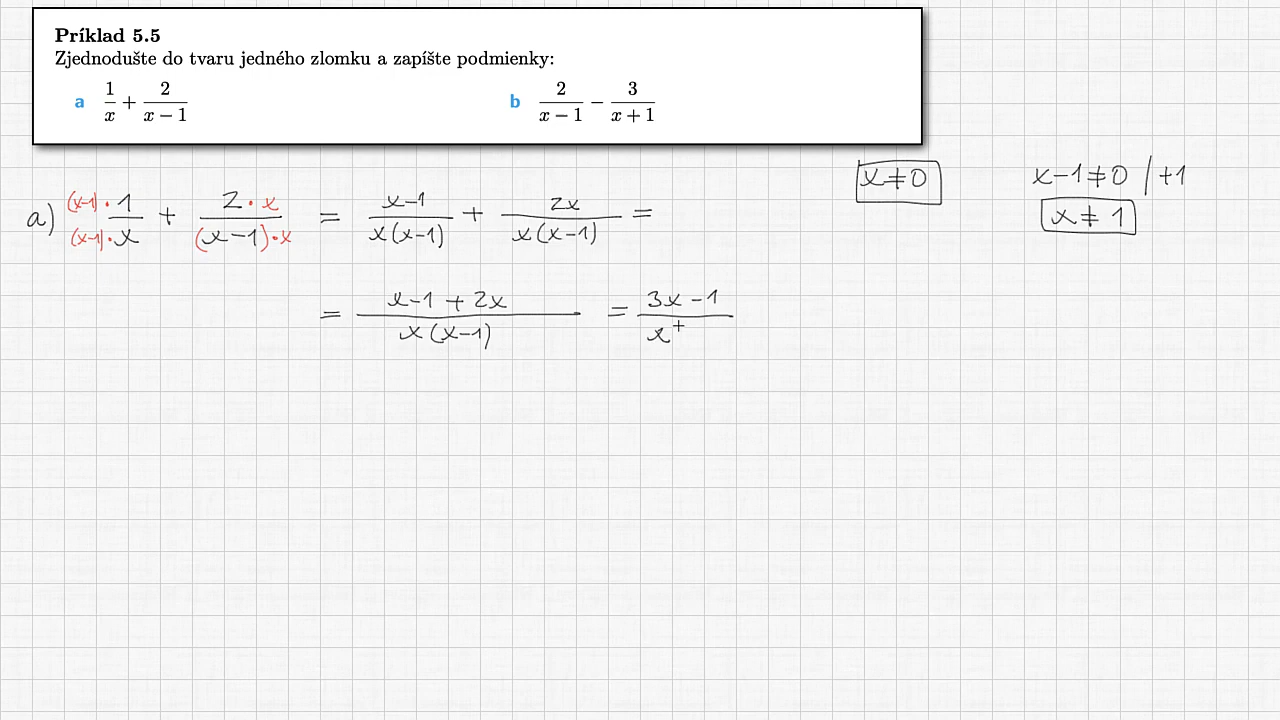 Príklad 5.5
Zjednodušte do tvaru jedného zlomku a zapíšte podmienky:
a 1/x + 2/(x − 1)    b 2/(x − 1) − 3/(x + 1)
x ≠ 0    x−1 ≠ 0 / +1
x ≠ 1
a) (x−1)·1/(x−1)·x + 2·x/(x−1)·x = x−1/x(x−1) + 2x/x(x−1) =
= x−1+2x/x(x−1) = 3x−1/x+